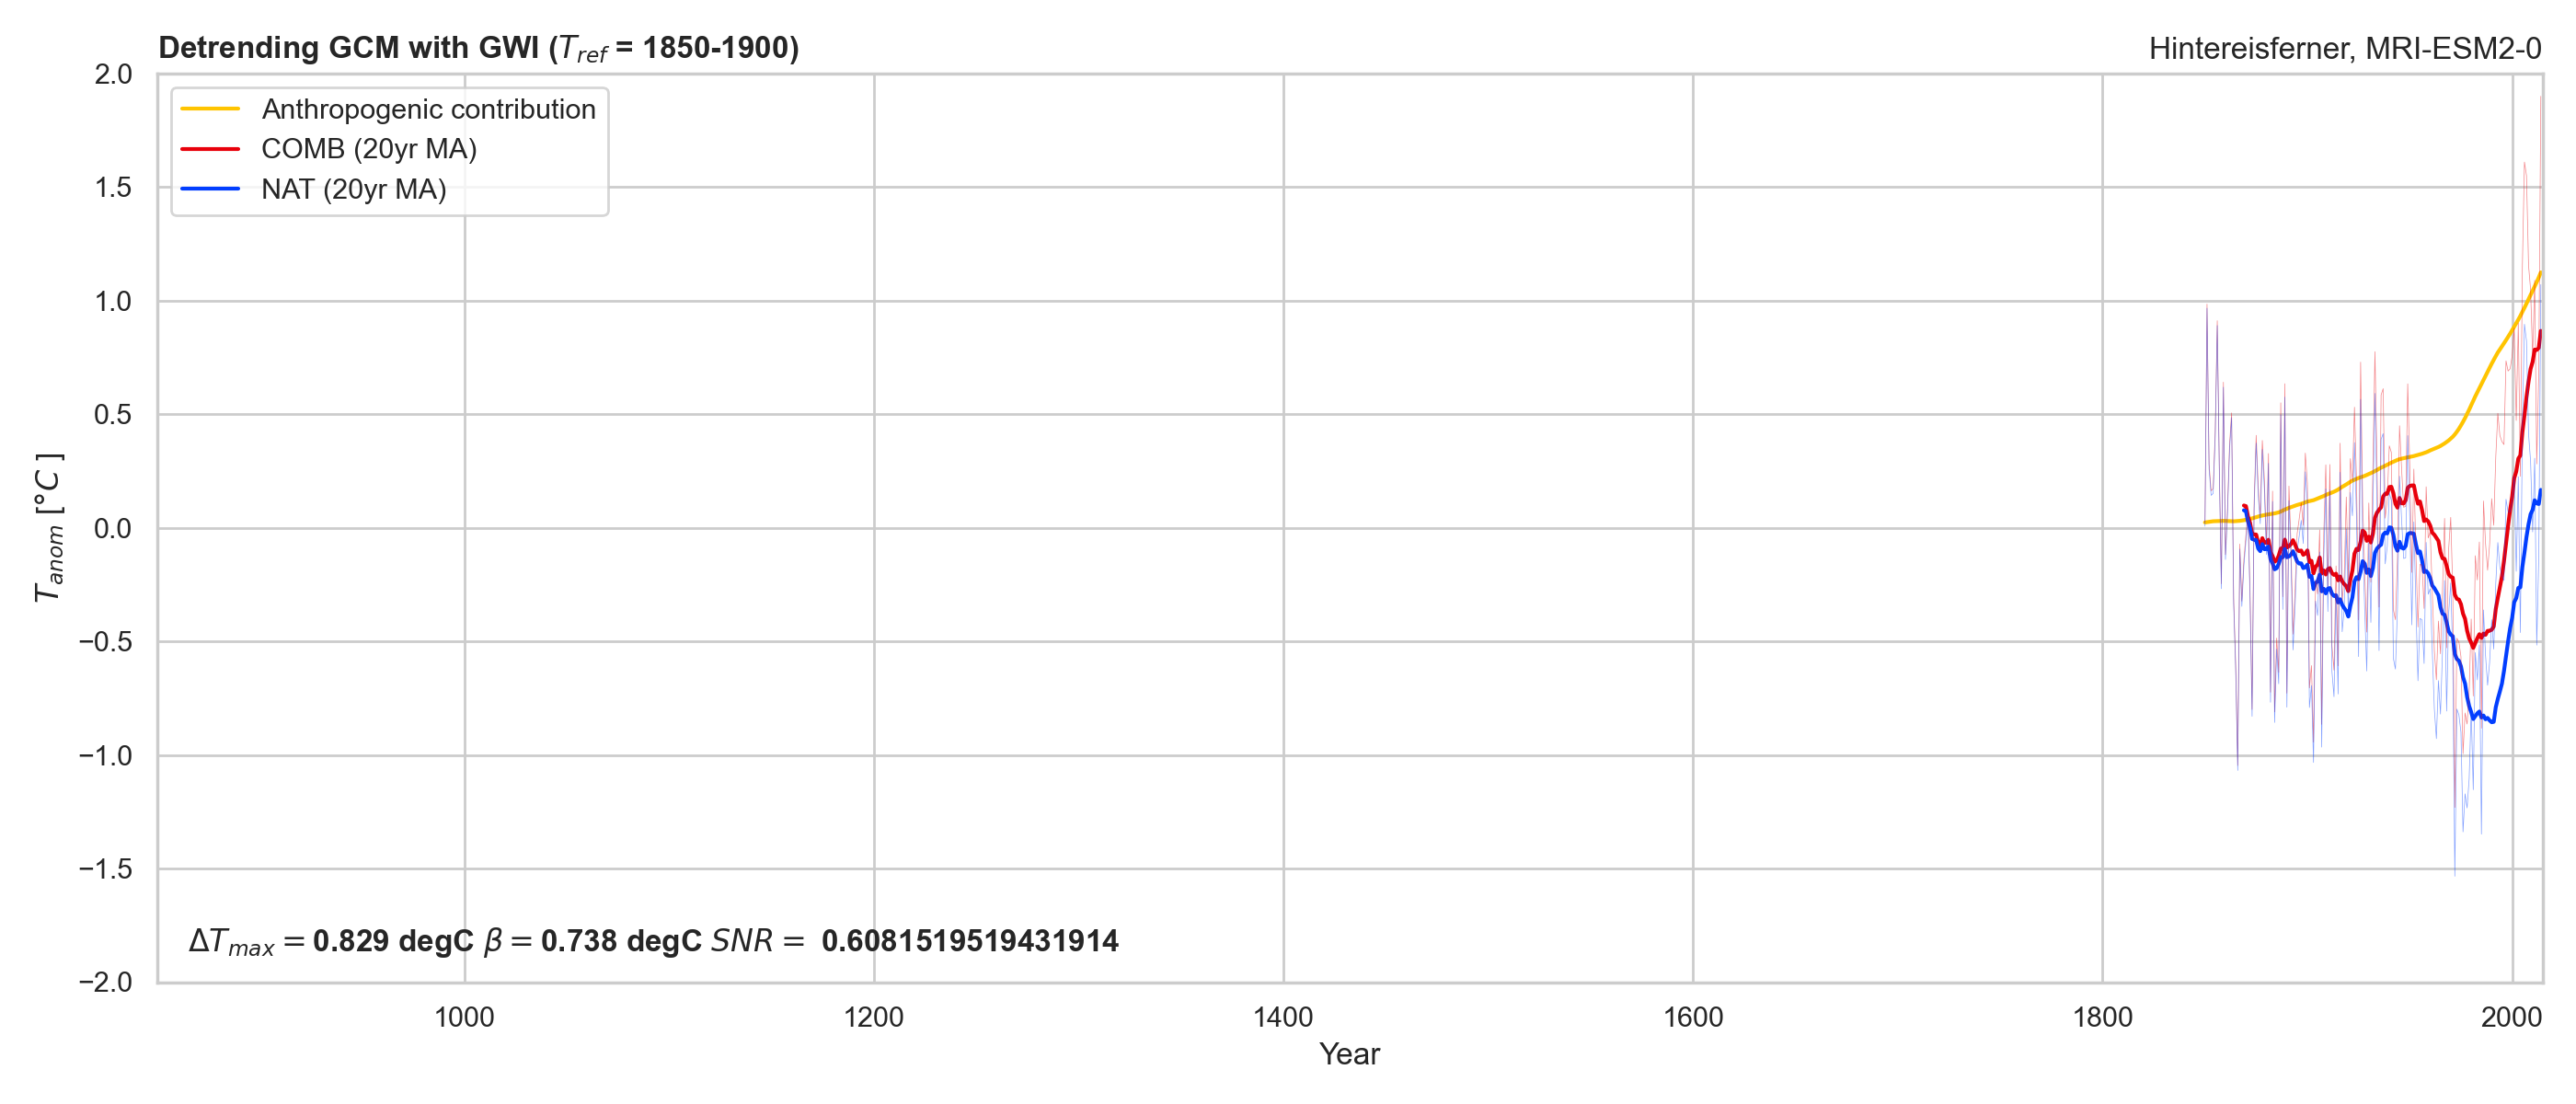 Detrending GCM with GWI (T_ref = 1850-1900)
Hintereisferner, MRI-ESM2-0
Anthropogenic contribution
COMB (20yr MA)
NAT (20yr MA)
2.0
1.5
1.0
0.5
0.0
−0.5
−1.0
−1.5
−2.0
T_anom [°C ]
ΔT_max = 0.829 degC β = 0.738 degC SNR = 0.6081519519431914
1000 1200 1400 1600 1800 2000
Year